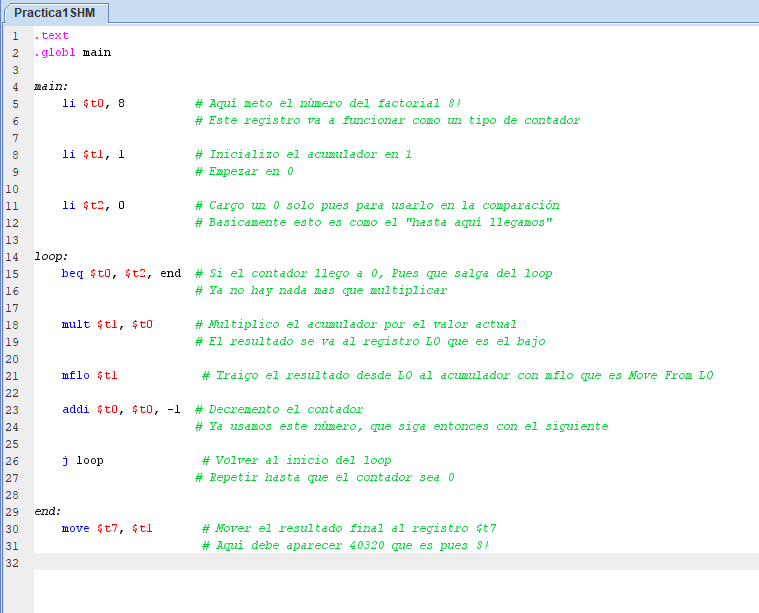 Practica1SHM
1 .text
2 .globl main
3
4 main:
5 li $t0, 8 # Aquí meto el número del factorial 8!
6 # Este registro va a funcionar como un tipo de contador
7
8 li $t1, 1 # Inicializo el acumulador en 1
9 # Empezar en 0
10
11 li $t2, 0 # Cargo un 0 solo pues para usarlo en la comparación
12 # Basicamente esto es como el "hasta aquí llegamos"
13
14 loop:
15 beq $t0, $t2, end # Si el contador llego a 0, Pues que salga del loop
16 # Ya no hay nada mas que multiplicar
17
18 mult $t1, $t0 # Multiplico el acumulador por el valor actual
19 # El resultado se va al registro LO que es el bajo
20
21 mflo $t1 # Traigo el resultado desde LO al acumulador con mflo que es Move From LO
22
23 addi $t0, $t0, -1 # Decremento el contador
24 # Ya usamos este número, que siga entonces con el siguiente
25
26 j loop # Volver al inicio del loop
27 # Repetir hasta que el contador sea 0
28
29 end:
30 move $t7, $t1 # Mover el resultado final al registro $t7
31 # Aquí debe aparecer 40320 que es pues 8!
32